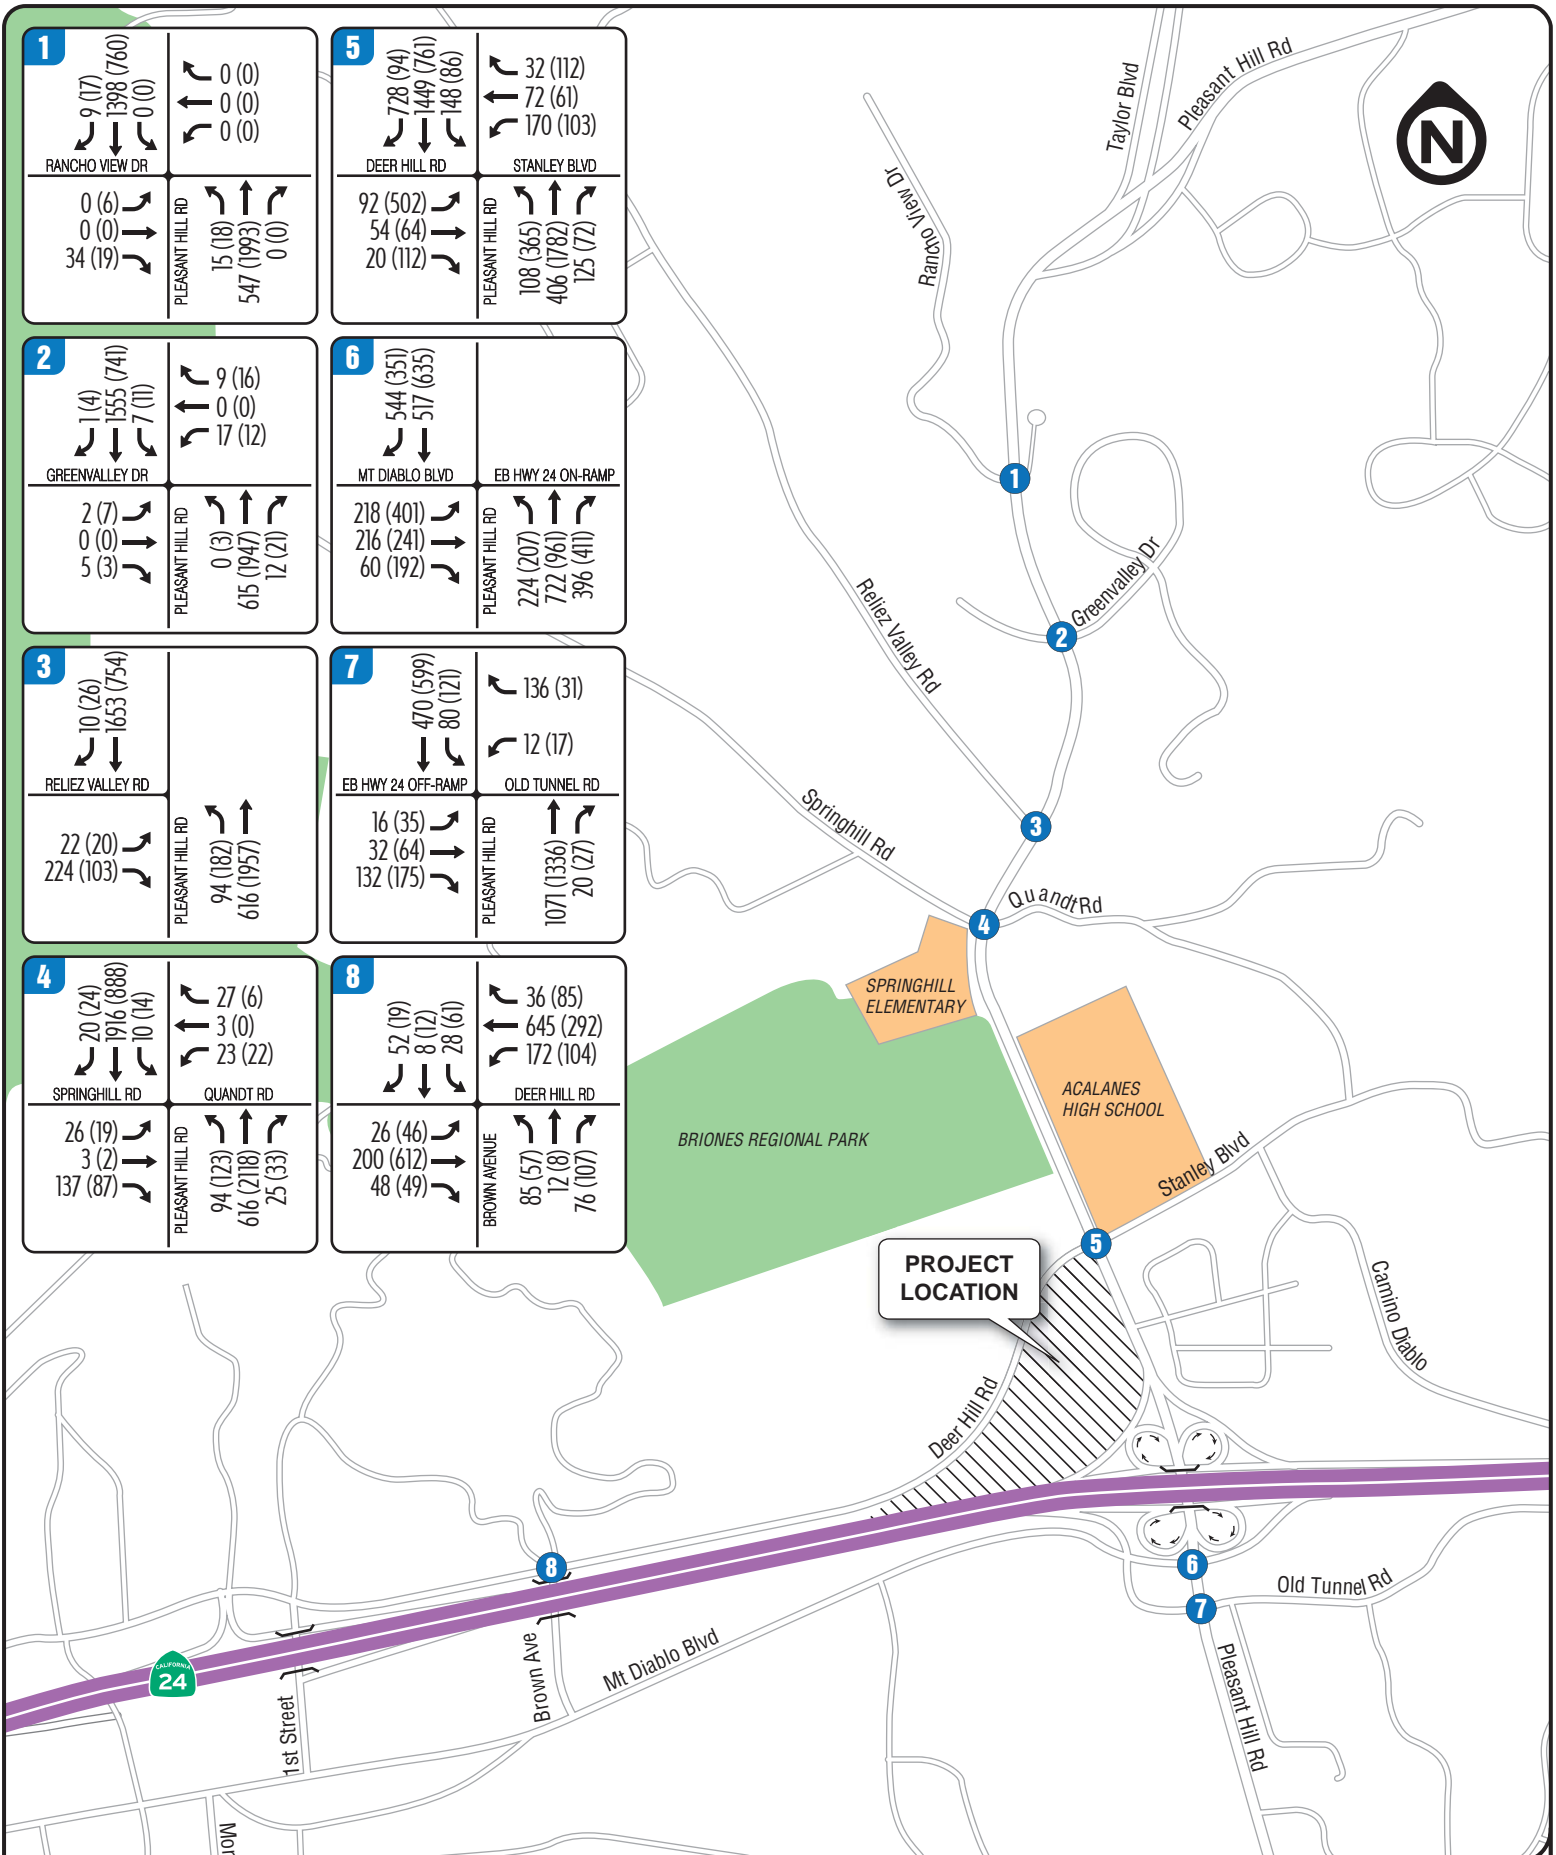 1
9 (17)
1398 (760)
0 (0)
0 (0)
0 (0)
0 (0)
RANCHO VIEW DR
0 (6)
0 (0)
34 (19)
PLEASANT HILL RD
15 (18)
547 (1993)
0 (0)
5
728 (94)
1449 (761)
148 (86)
32 (112)
72 (61)
170 (103)
DEER HILL RD
STANLEY BLVD
92 (502)
54 (64)
20 (112)
PLEASANT HILL RD
108 (365)
406 (1782)
125 (72)
2
1 (4)
1555 (741)
7 (11)
9 (16)
0 (0)
17 (12)
GREENVALLEY DR
2 (7)
0 (0)
5 (3)
PLEASANT HILL RD
0 (3)
615 (1947)
12 (21)
6
544 (351)
517 (635)
MT DIABLO BLVD
EB HWY 24 ON-RAMP
218 (401)
216 (241)
60 (192)
PLEASANT HILL RD
224 (207)
722 (961)
396 (411)
3
10 (26)
1653 (754)
RELIEZ VALLEY RD
22 (20)
224 (103)
PLEASANT HILL RD
94 (182)
616 (1957)
7
470 (599)
80 (121)
136 (31)
12 (17)
EB HWY 24 OFF-RAMP
OLD TUNNEL RD
16 (35)
32 (64)
132 (175)
PLEASANT HILL RD
1071 (1336)
20 (27)
4
20 (24)
1916 (888)
10 (14)
27 (6)
3 (0)
23 (22)
SPRINGHILL RD
QUANDT RD
26 (19)
3 (2)
137 (87)
PLEASANT HILL RD
94 (123)
616 (2118)
25 (33)
8
52 (19)
8 (12)
28 (61)
36 (85)
645 (292)
172 (104)
DEER HILL RD
26 (46)
200 (612)
48 (49)
BROWN AVENUE
85 (57)
12 (8)
76 (107)
Taylor Blvd
Pleasant Hill Rd
N
Rancho View Dr
1
Greenvalley Dr
2
Reliez Valley Rd
3
Springhill Rd
4
Quandt Rd
SPRINGHILL
ELEMENTARY
ACALANES
HIGH SCHOOL
BRIONES REGIONAL PARK
Stanley Blvd
5
PROJECT
LOCATION
Camino Diablo
Deer Hill Rd
8
6
7
Old Tunnel Rd
CALIFORNIA
24
Brown Ave
Mt Diablo Blvd
Pleasant Hill Rd
1st Street
Mor